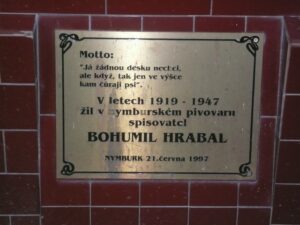 Motto:
"Já žádnou desku nechci,
ale když, tak jen ve výšce
kam čurají psi".
V letech 1919 - 1947
žil v nymburském pivovaru
spisovatel
BOHUMIL HRABAL
NYMBURK 21.června 1997